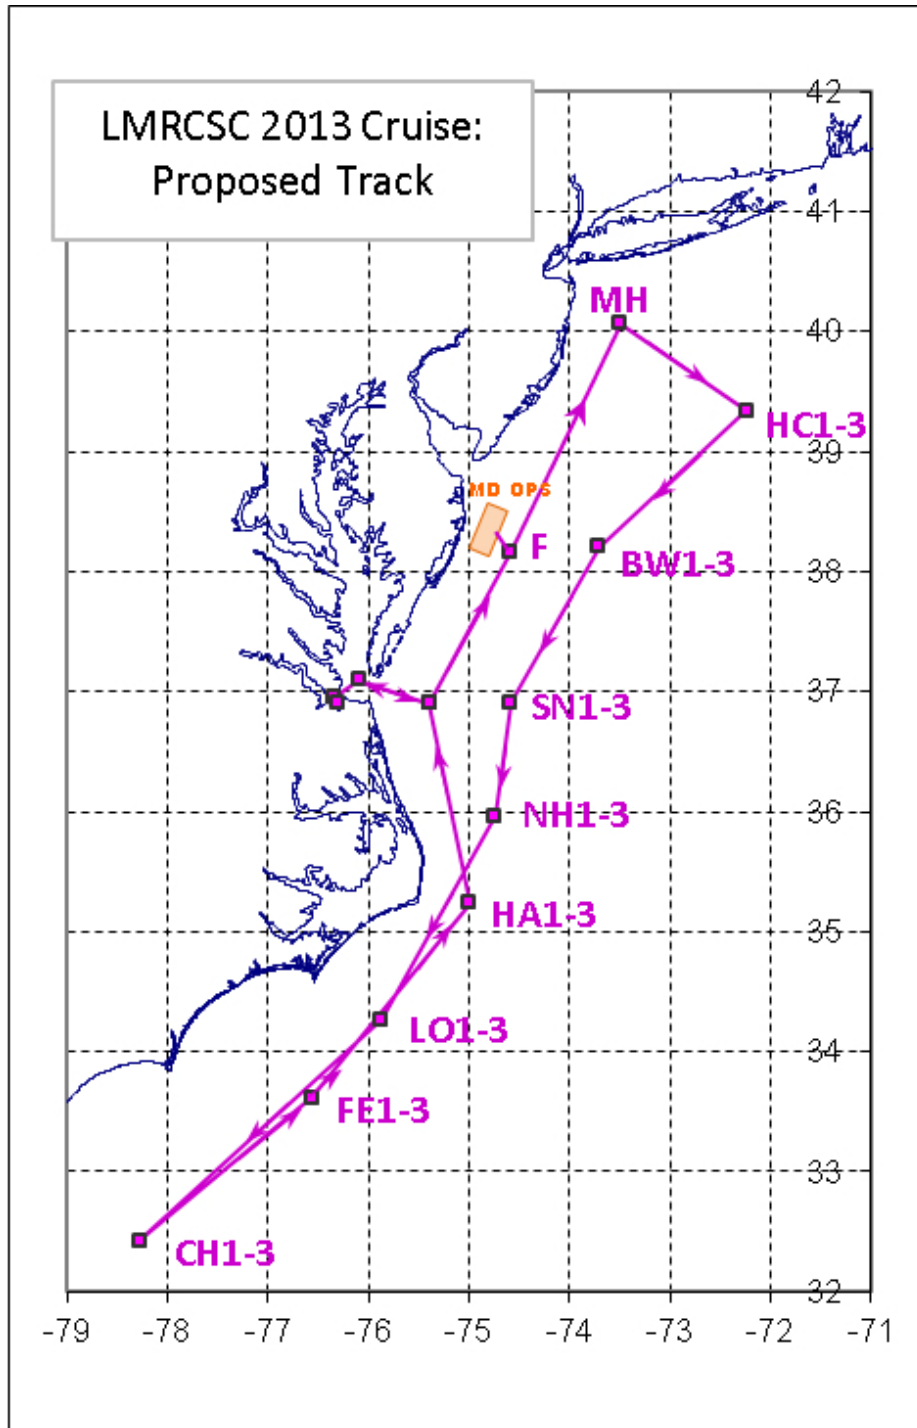 LMRCSC 2013 Cruise:
Proposed Track
42
41
MH
40
HC1-3
39
MD OPS
F
BW1-3
38
37
SN1-3
36
NH1-3
HA1-3
35
LO1-3
34
FE1-3
33
CH1-3
32
-79 -78 -77 -76 -75 -74 -73 -72 -71